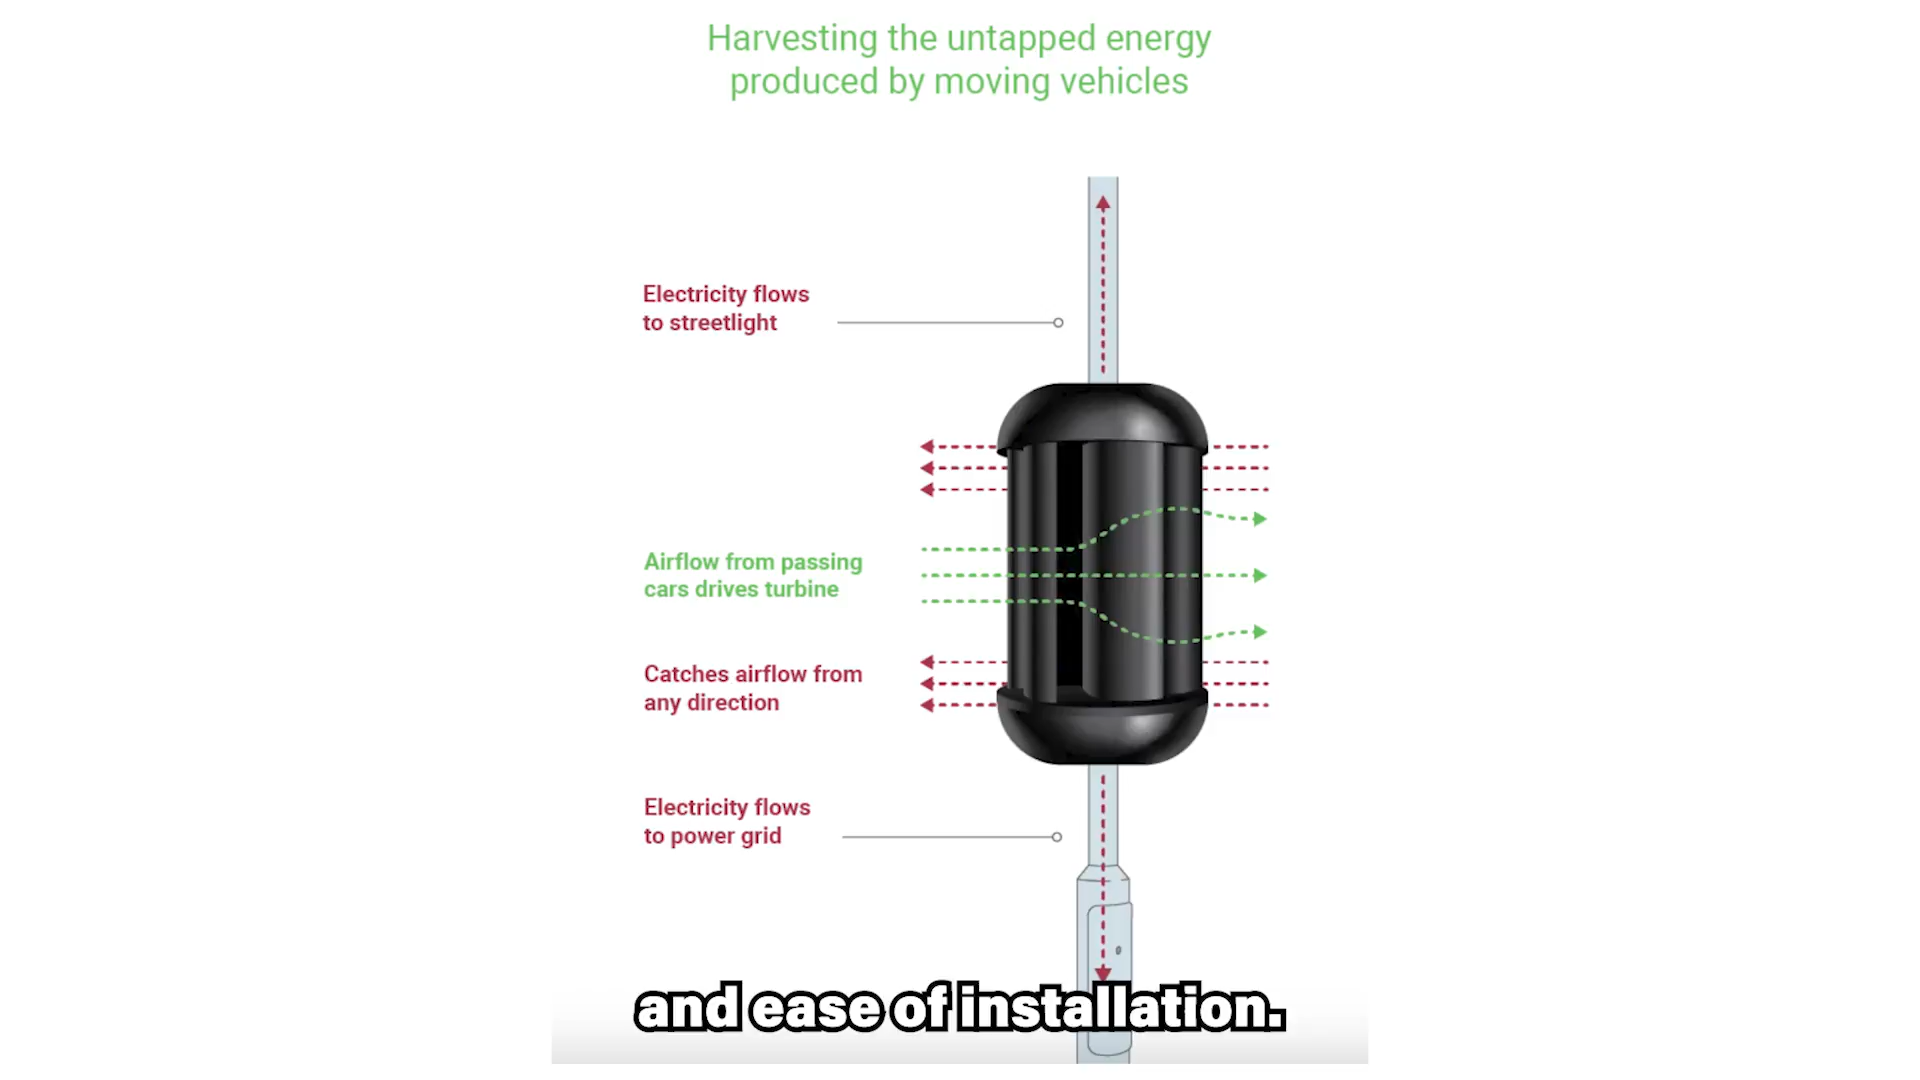 Harvesting the untapped energy
produced by moving vehicles
Electricity flows
to streetlight
Airflow from passing
cars drives turbine
Catches airflow from
any direction
Electricity flows
to power grid
and ease of installation.